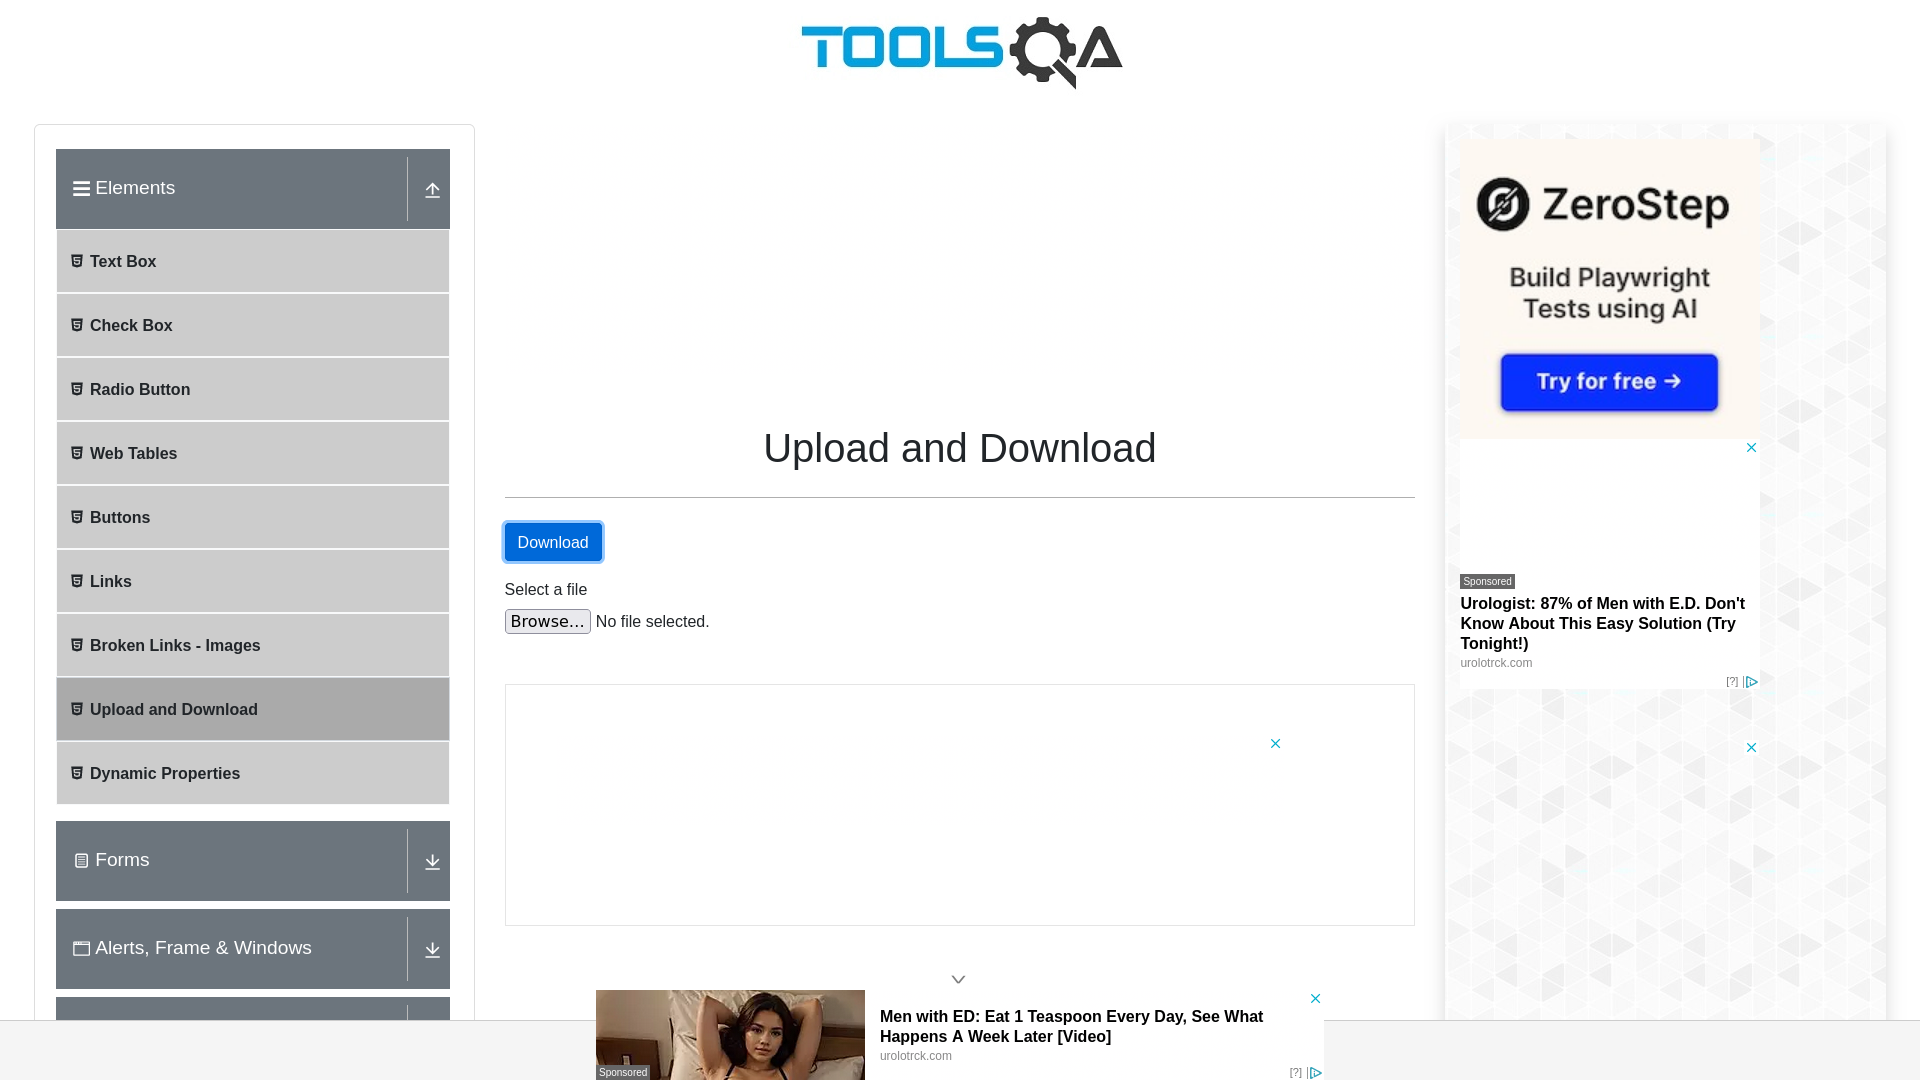 TOOLSQA
Elements
Text Box
Check Box
Radio Button
Web Tables
Buttons
Links
Broken Links - Images
Upload and Download
Dynamic Properties
Forms
Alerts, Frame & Windows
Upload and Download
Download
Select a file
Browse... No file selected.
ZeroStep
Build Playwright
Tests using AI
Try for free →
Sponsored
Urologist: 87% of Men with E.D. Don't
Know About This Easy Solution (Try
Tonight!)
urolotrck.com
[?]
Men with ED: Eat 1 Teaspoon Every Day, See What
Happens A Week Later [Video]
urolotrck.com
Sponsored
[?]